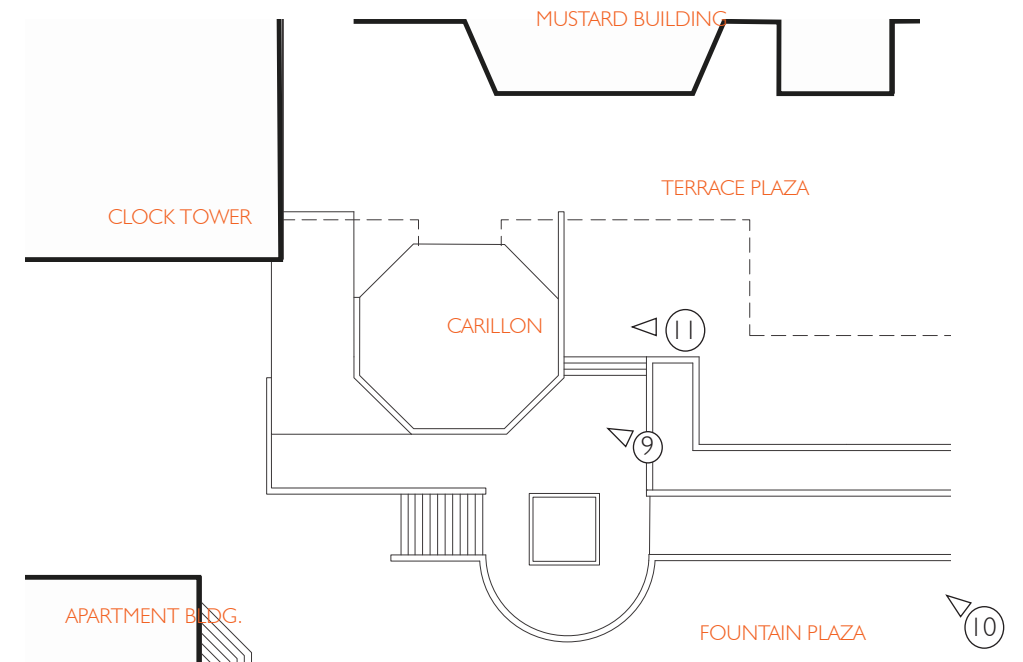 MUSTARD BUILDING
TERRACE PLAZA
CLOCK TOWER
CARILLON
11
9
APARTMENT BLDG.
FOUNTAIN PLAZA
10